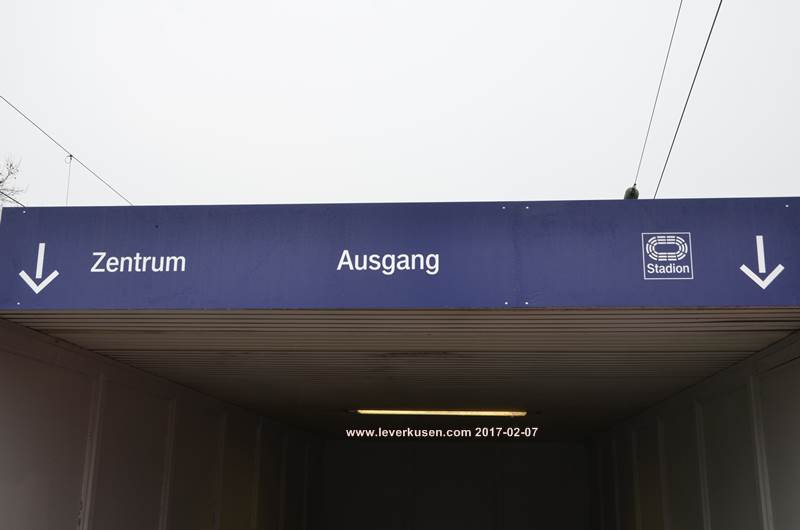 Zentrum
Ausgang
Stadion
www.leverkusen.com 2017-02-07